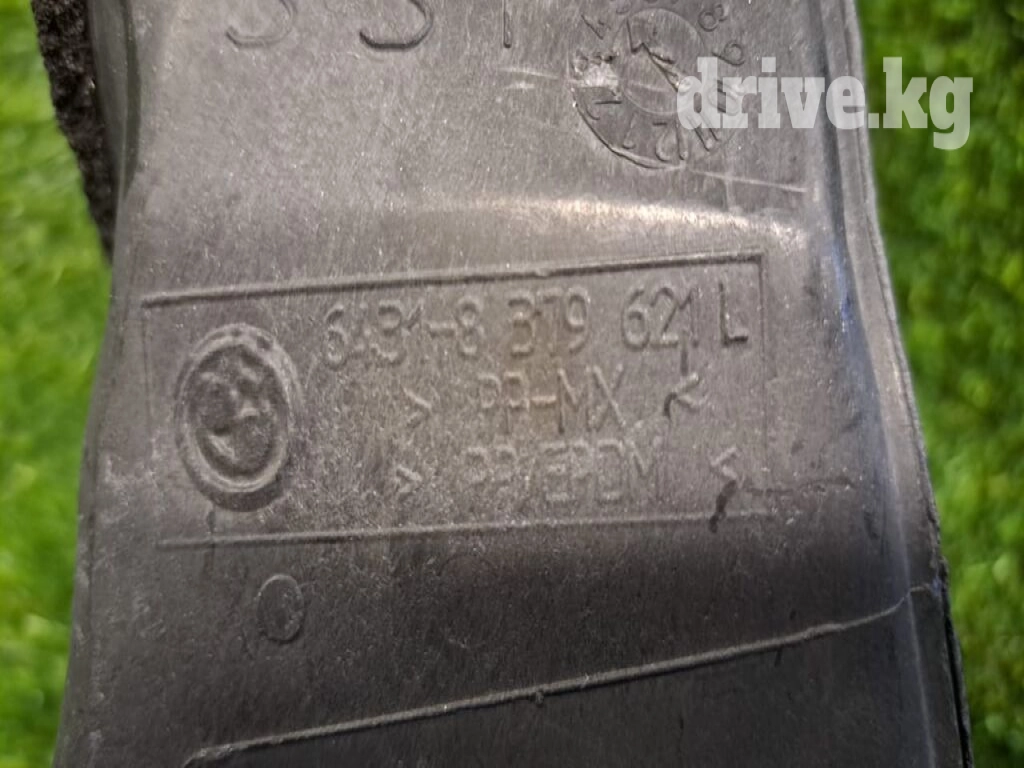 drive.kg
6431-8 379 621 L
> PP-MX <
> PP/EPDM <